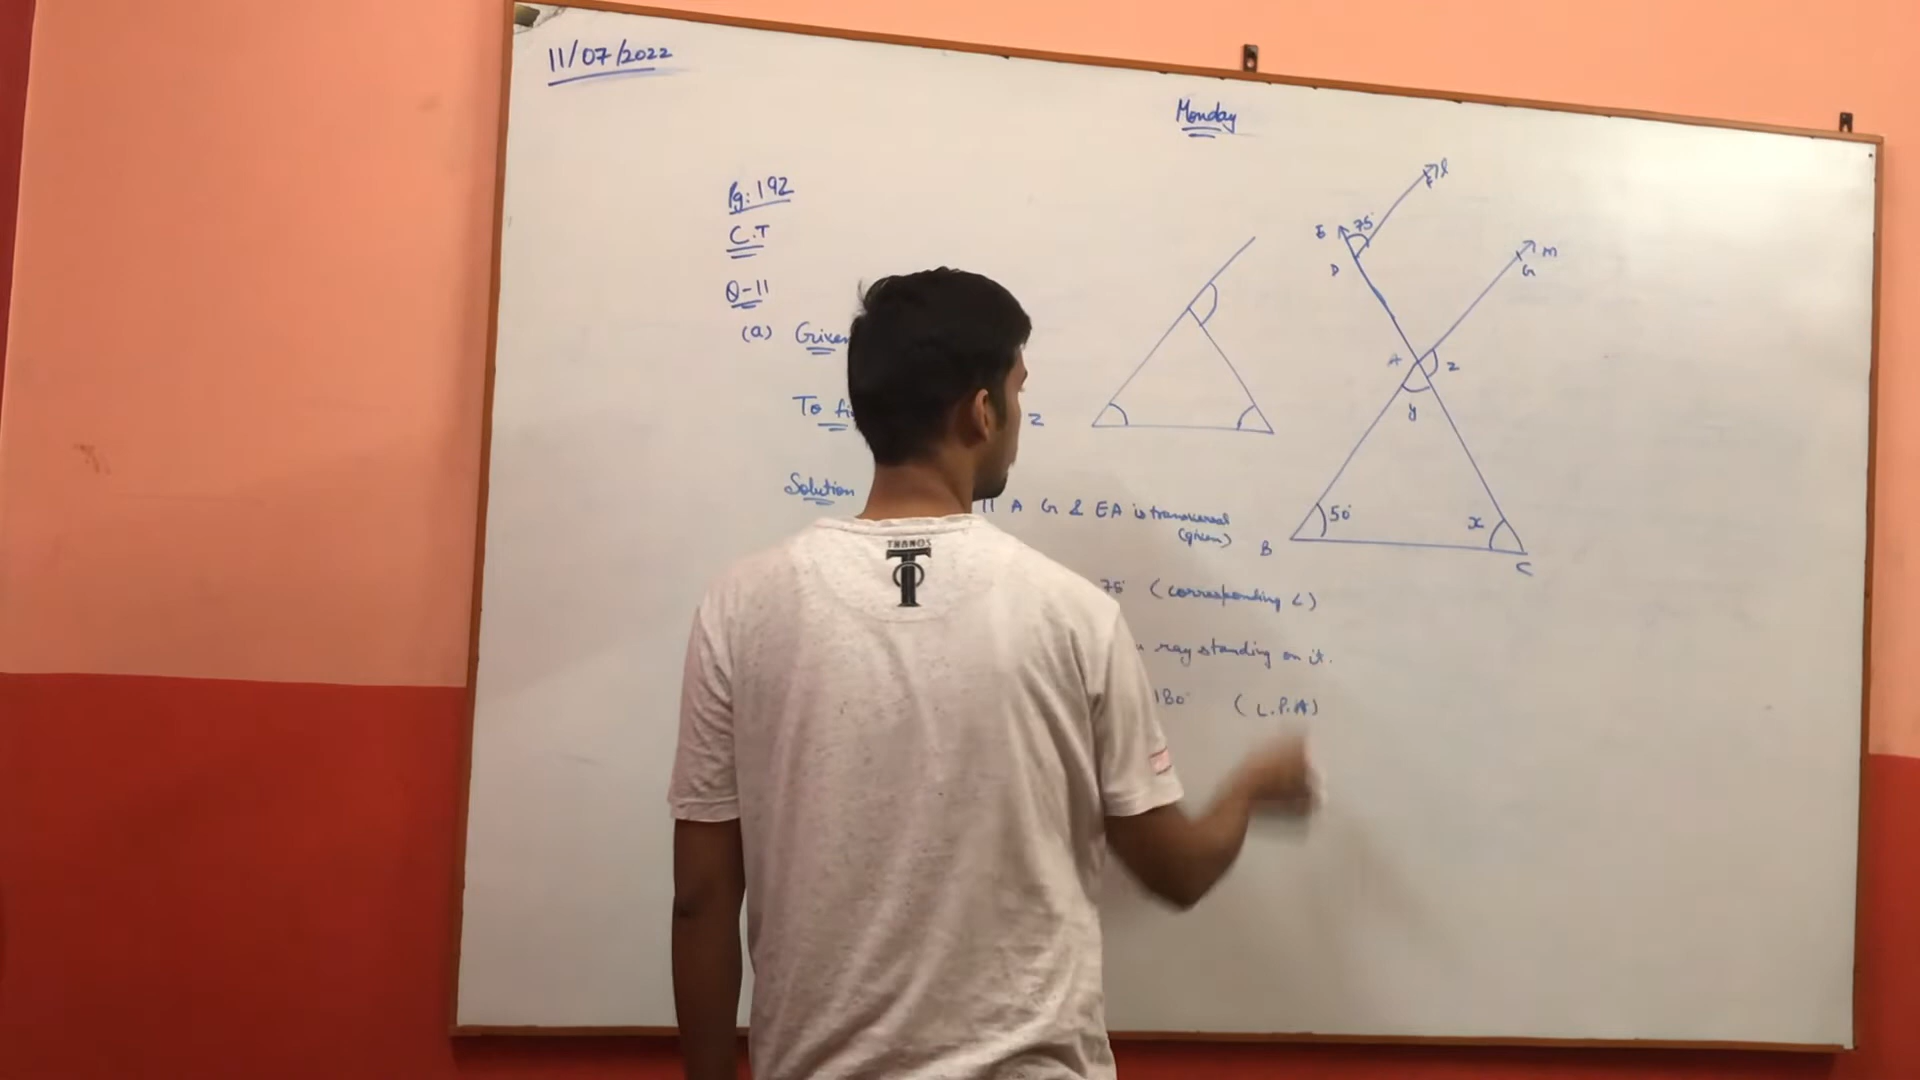 11/07/2022
Monday
Pg: 192
C.T
Q-11
(a) Given
To fi
z
Solution
|| A G & EA is transversal
(given)
75° (corresponding ∠)
ray standing on it.
180° (L.P.A)
l
E 75°
D
m
G
A z
y
50° x
B
C
THANOS
T